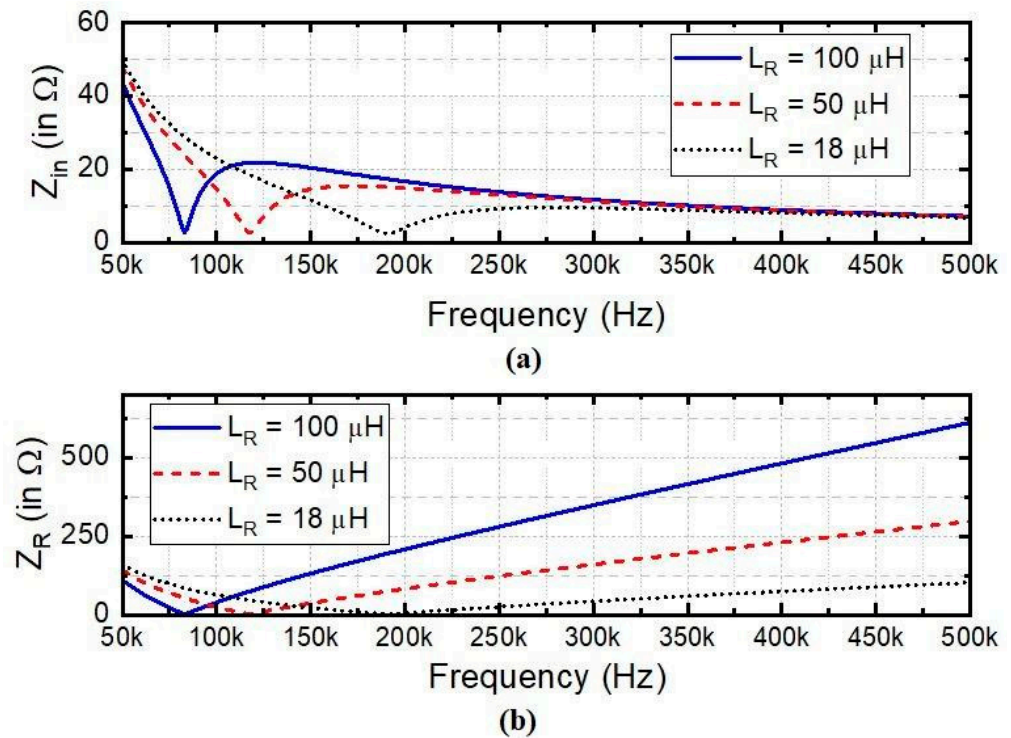 60
40
20
0
Z_in (in Ω)
L_R = 100 μH
L_R = 50 μH
L_R = 18 μH
50k 100k 150k 200k 250k 300k 350k 400k 450k 500k
Frequency (Hz)
(a)
500
250
0
Z_R (in Ω)
L_R = 100 μH
L_R = 50 μH
L_R = 18 μH
50k 100k 150k 200k 250k 300k 350k 400k 450k 500k
Frequency (Hz)
(b)